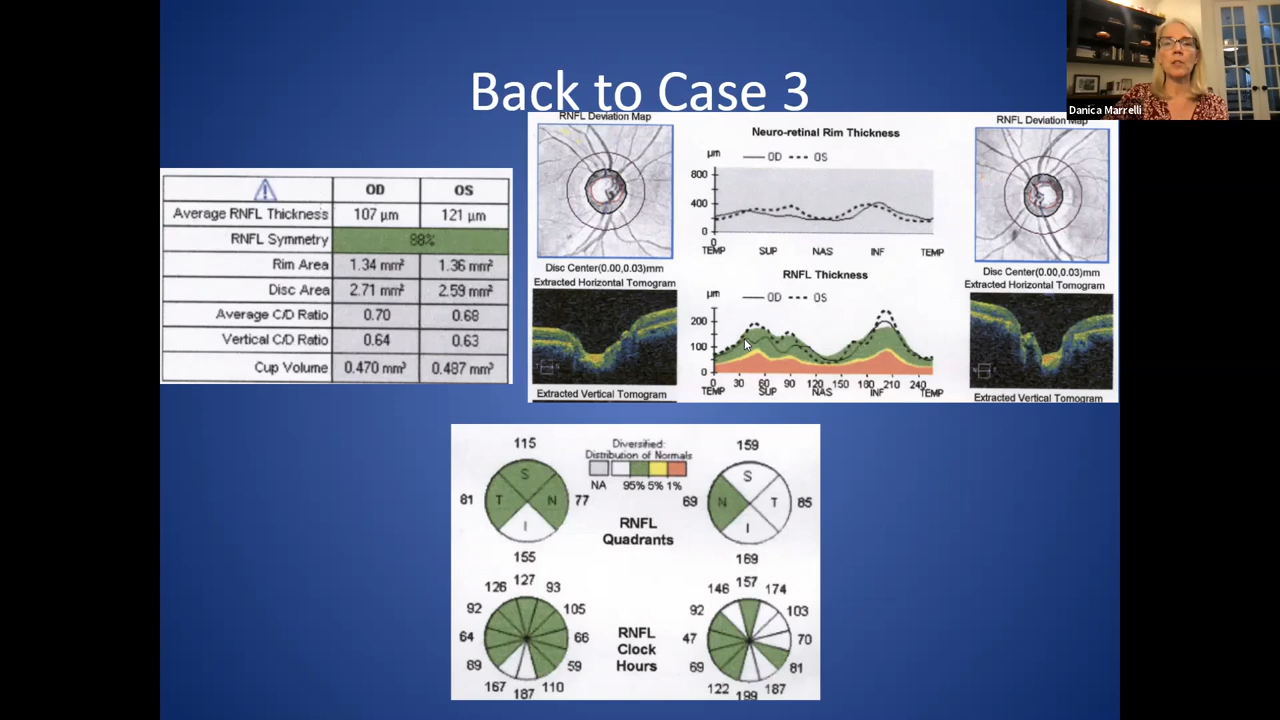 Back to Case 3
Danica Marrelli
OD OS
Average RNFL Thickness 107 µm 121 µm
RNFL Symmetry 88%
Rim Area 1.34 mm² 1.36 mm²
Disc Area 2.71 mm² 2.59 mm²
Average C/D Ratio 0.70 0.68
Vertical C/D Ratio 0.64 0.63
Cup Volume 0.470 mm³ 0.487 mm³
RNFL Deviation Map
Disc Center(0.00,0.03)mm
Extracted Horizontal Tomogram
Extracted Vertical Tomogram
Neuro-retinal Rim Thickness
µm OD OS
800
400
0
0
TEMP SUP NAS INF TEMP
RNFL Thickness
µm OD OS
200
100
0
0 30 60 90 120 150 180 210 240
TEMP SUP NAS INF TEMP
RNFL Deviation Map
Disc Center(0.00,0.03)mm
Extracted Horizontal Tomogram
Extracted Vertical Tomogram
Diversified:
Distribution of Normals
NA 95% 5% 1%
115
S
81 T N 77
I
155
RNFL
Quadrants
159
S
69 N T 85
I
169
126 127 93
92 105
64 66
89 59
167 187 110
RNFL
Clock
Hours
146 157 174
92 103
47 70
69 81
122 199 187